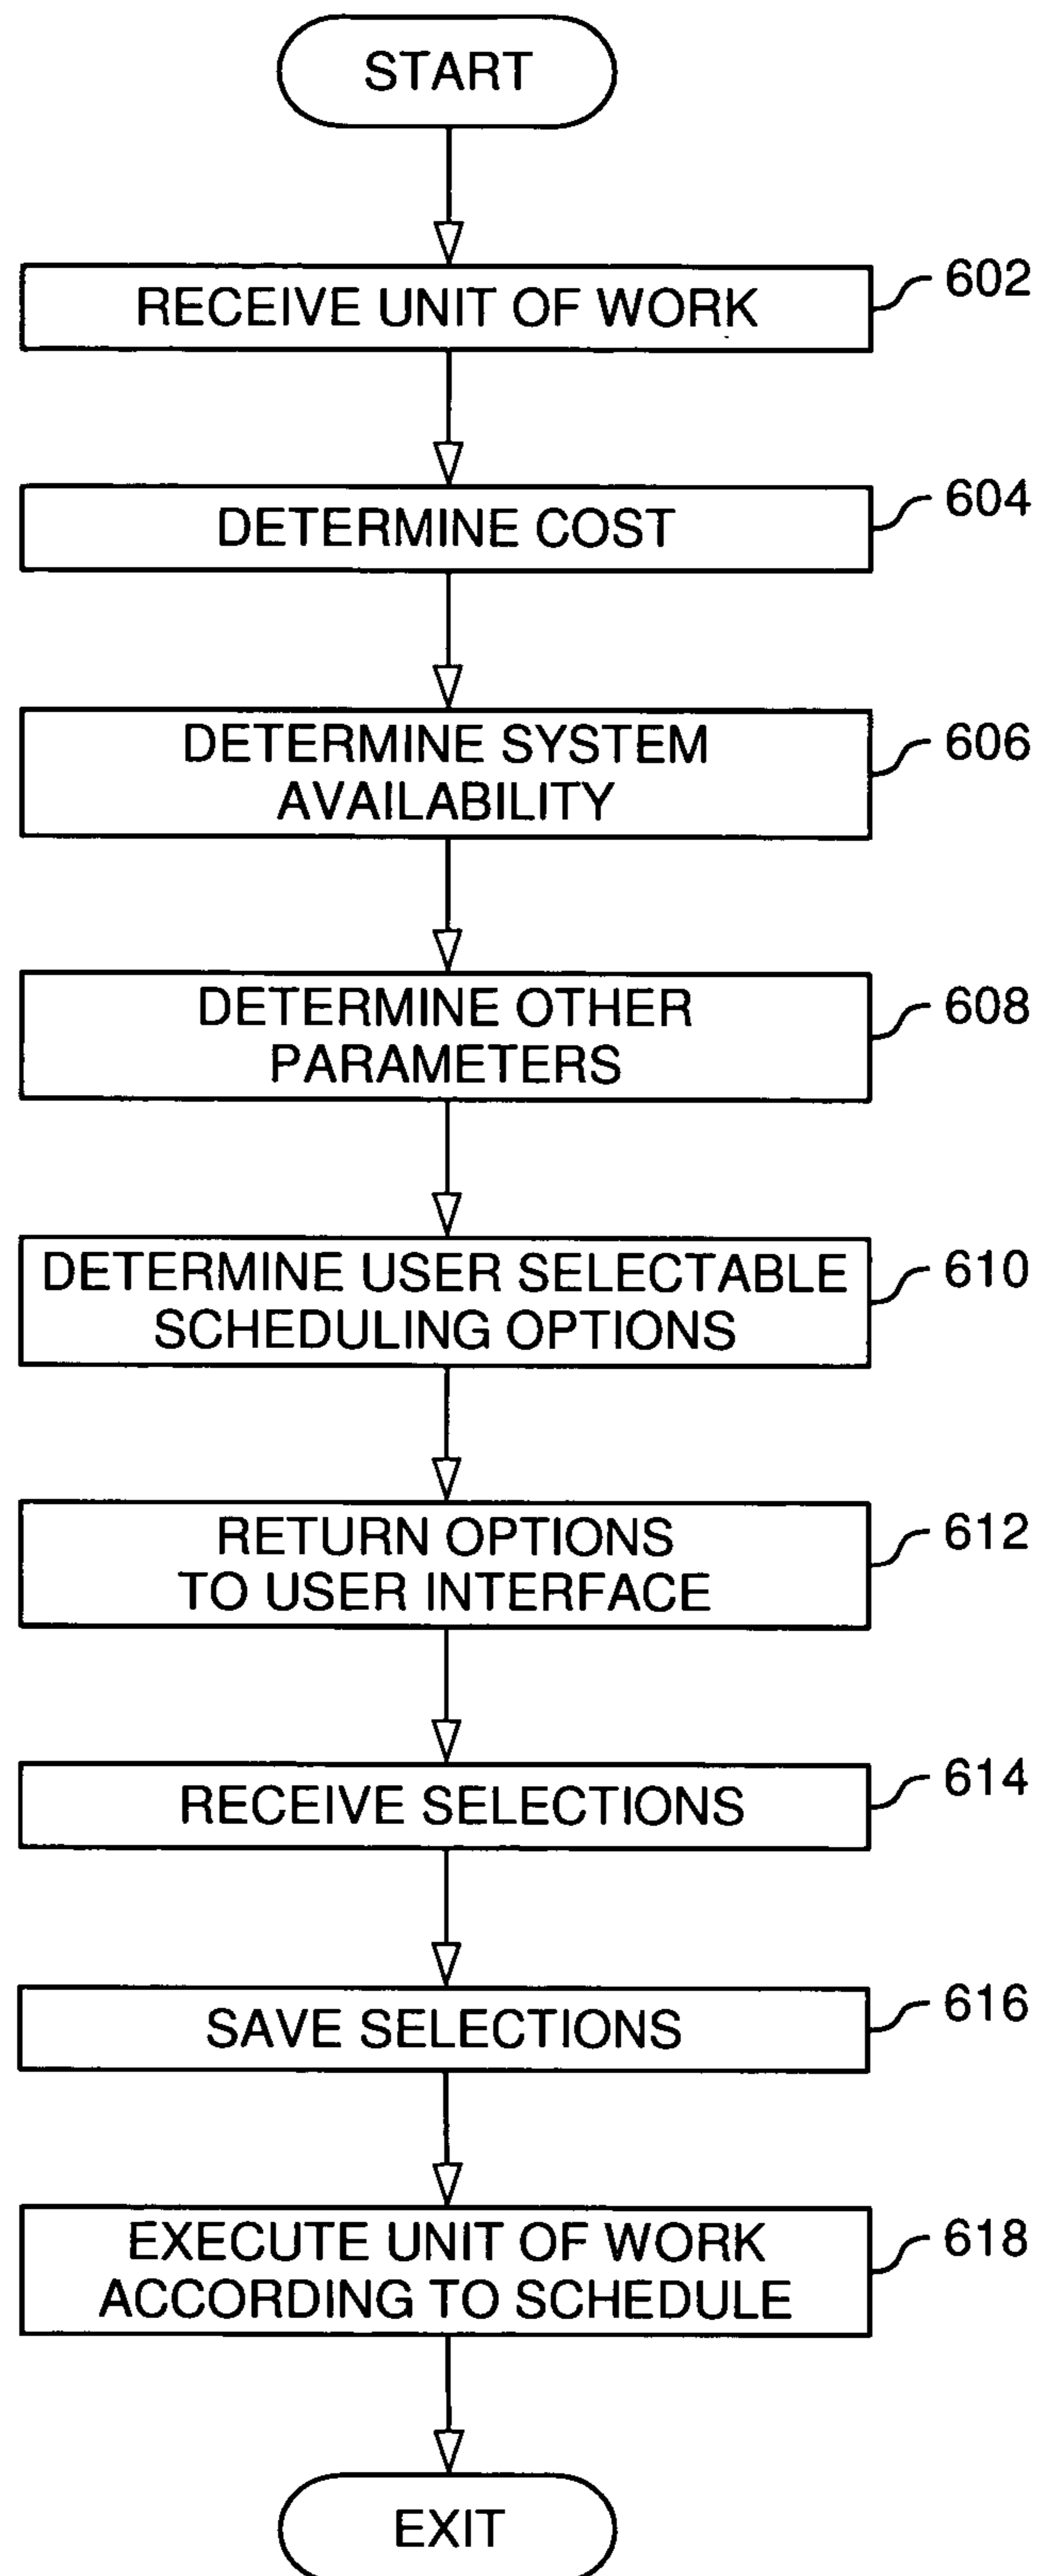 START
RECEIVE UNIT OF WORK
602
DETERMINE COST
604
DETERMINE SYSTEM
AVAILABILITY
606
DETERMINE OTHER
PARAMETERS
608
DETERMINE USER SELECTABLE
SCHEDULING OPTIONS
610
RETURN OPTIONS
TO USER INTERFACE
612
RECEIVE SELECTIONS
614
SAVE SELECTIONS
616
EXECUTE UNIT OF WORK
ACCORDING TO SCHEDULE
618
EXIT